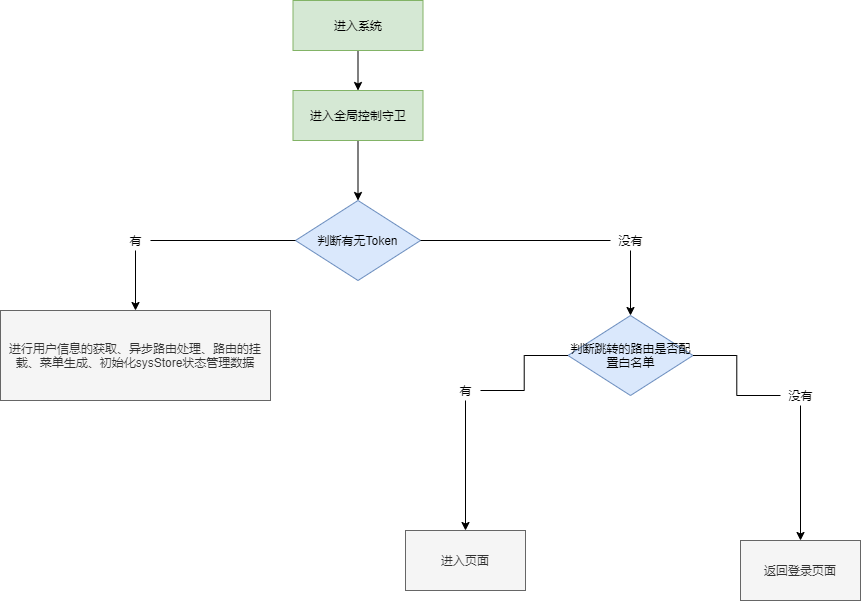 进入系统
进入全局控制守卫
判断有无Token
有
没有
进行用户信息的获取、异步路由处理、路由的挂
载、菜单生成、初始化sysStore状态管理数据
判断跳转的路由是否配
置白名单
有
没有
进入页面
返回登录页面